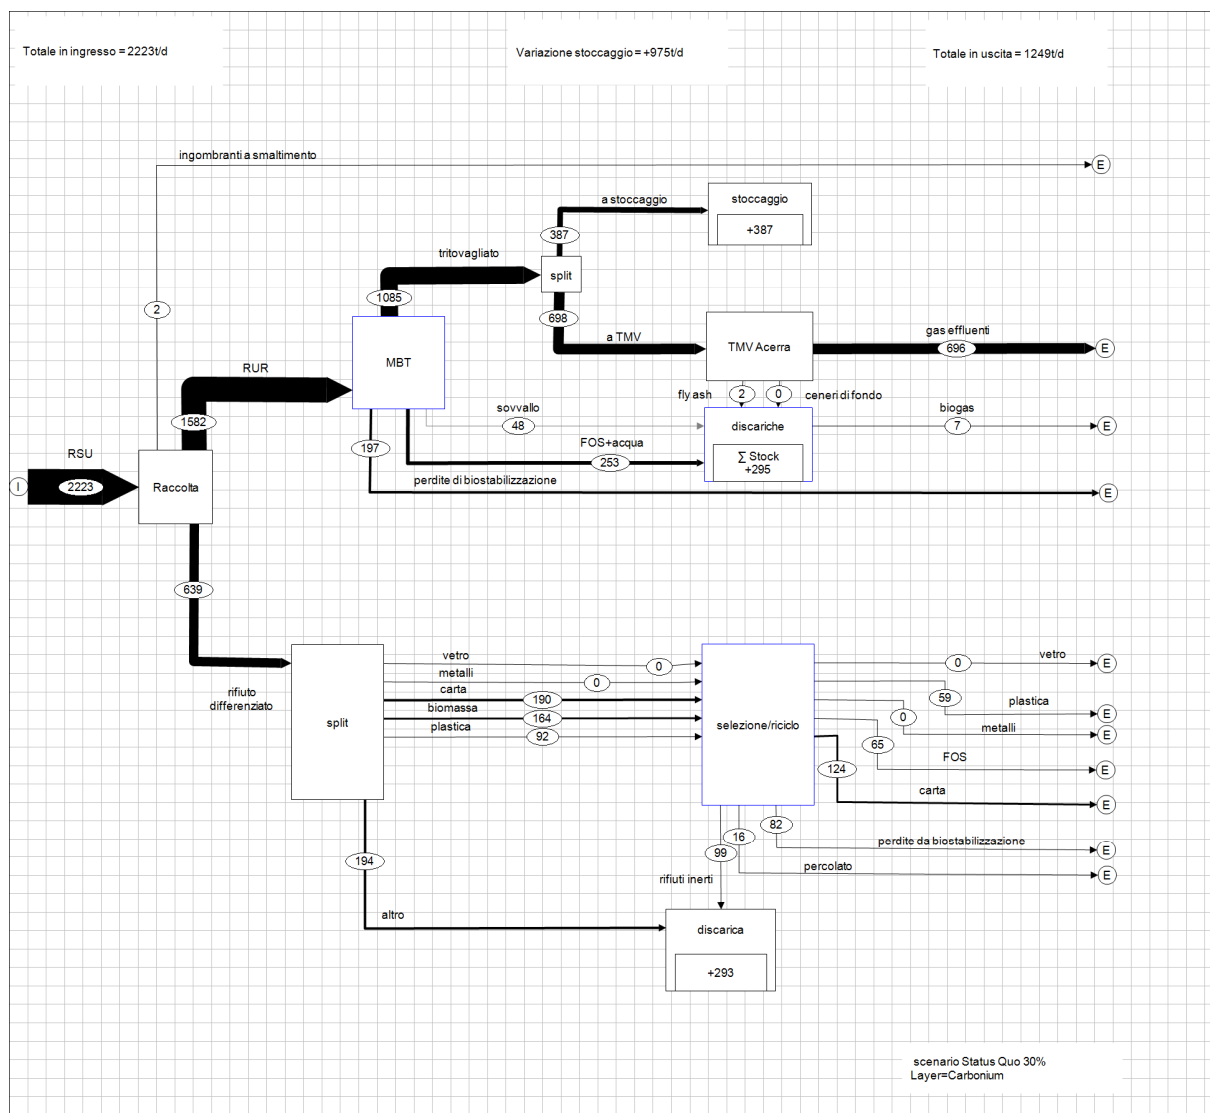 Totale in ingresso = 2223t/d
Variazione stoccaggio = +975t/d
Totale in uscita = 1249t/d
ingombranti a smaltimento
E
a stoccaggio
stoccaggio
+387
387
tritovagliato
split
1085
2
698
a TMV
TMV Acerra
gas effluenti
696
E
MBT
RUR
fly ash
2
0
ceneri di fondo
sovvallo
48
discariche
biogas
7
E
1582
197
FOS+acqua
253
∑ Stock
+295
RSU
I
2223
Raccolta
perdite di biostabilizzazione
E
639
rifiuto
differenziato
split
vetro
0
metalli
0
carta
190
biomassa
164
plastica
92
selezione/riciclo
0
vetro
E
59
plastica
E
0
metalli
E
65
FOS
E
124
carta
E
82
perdite da biostabilizzazione
E
16
percolato
E
99
rifiuti inerti
194
altro
discarica
+293
scenario Status Quo 30%
Layer=Carbonium